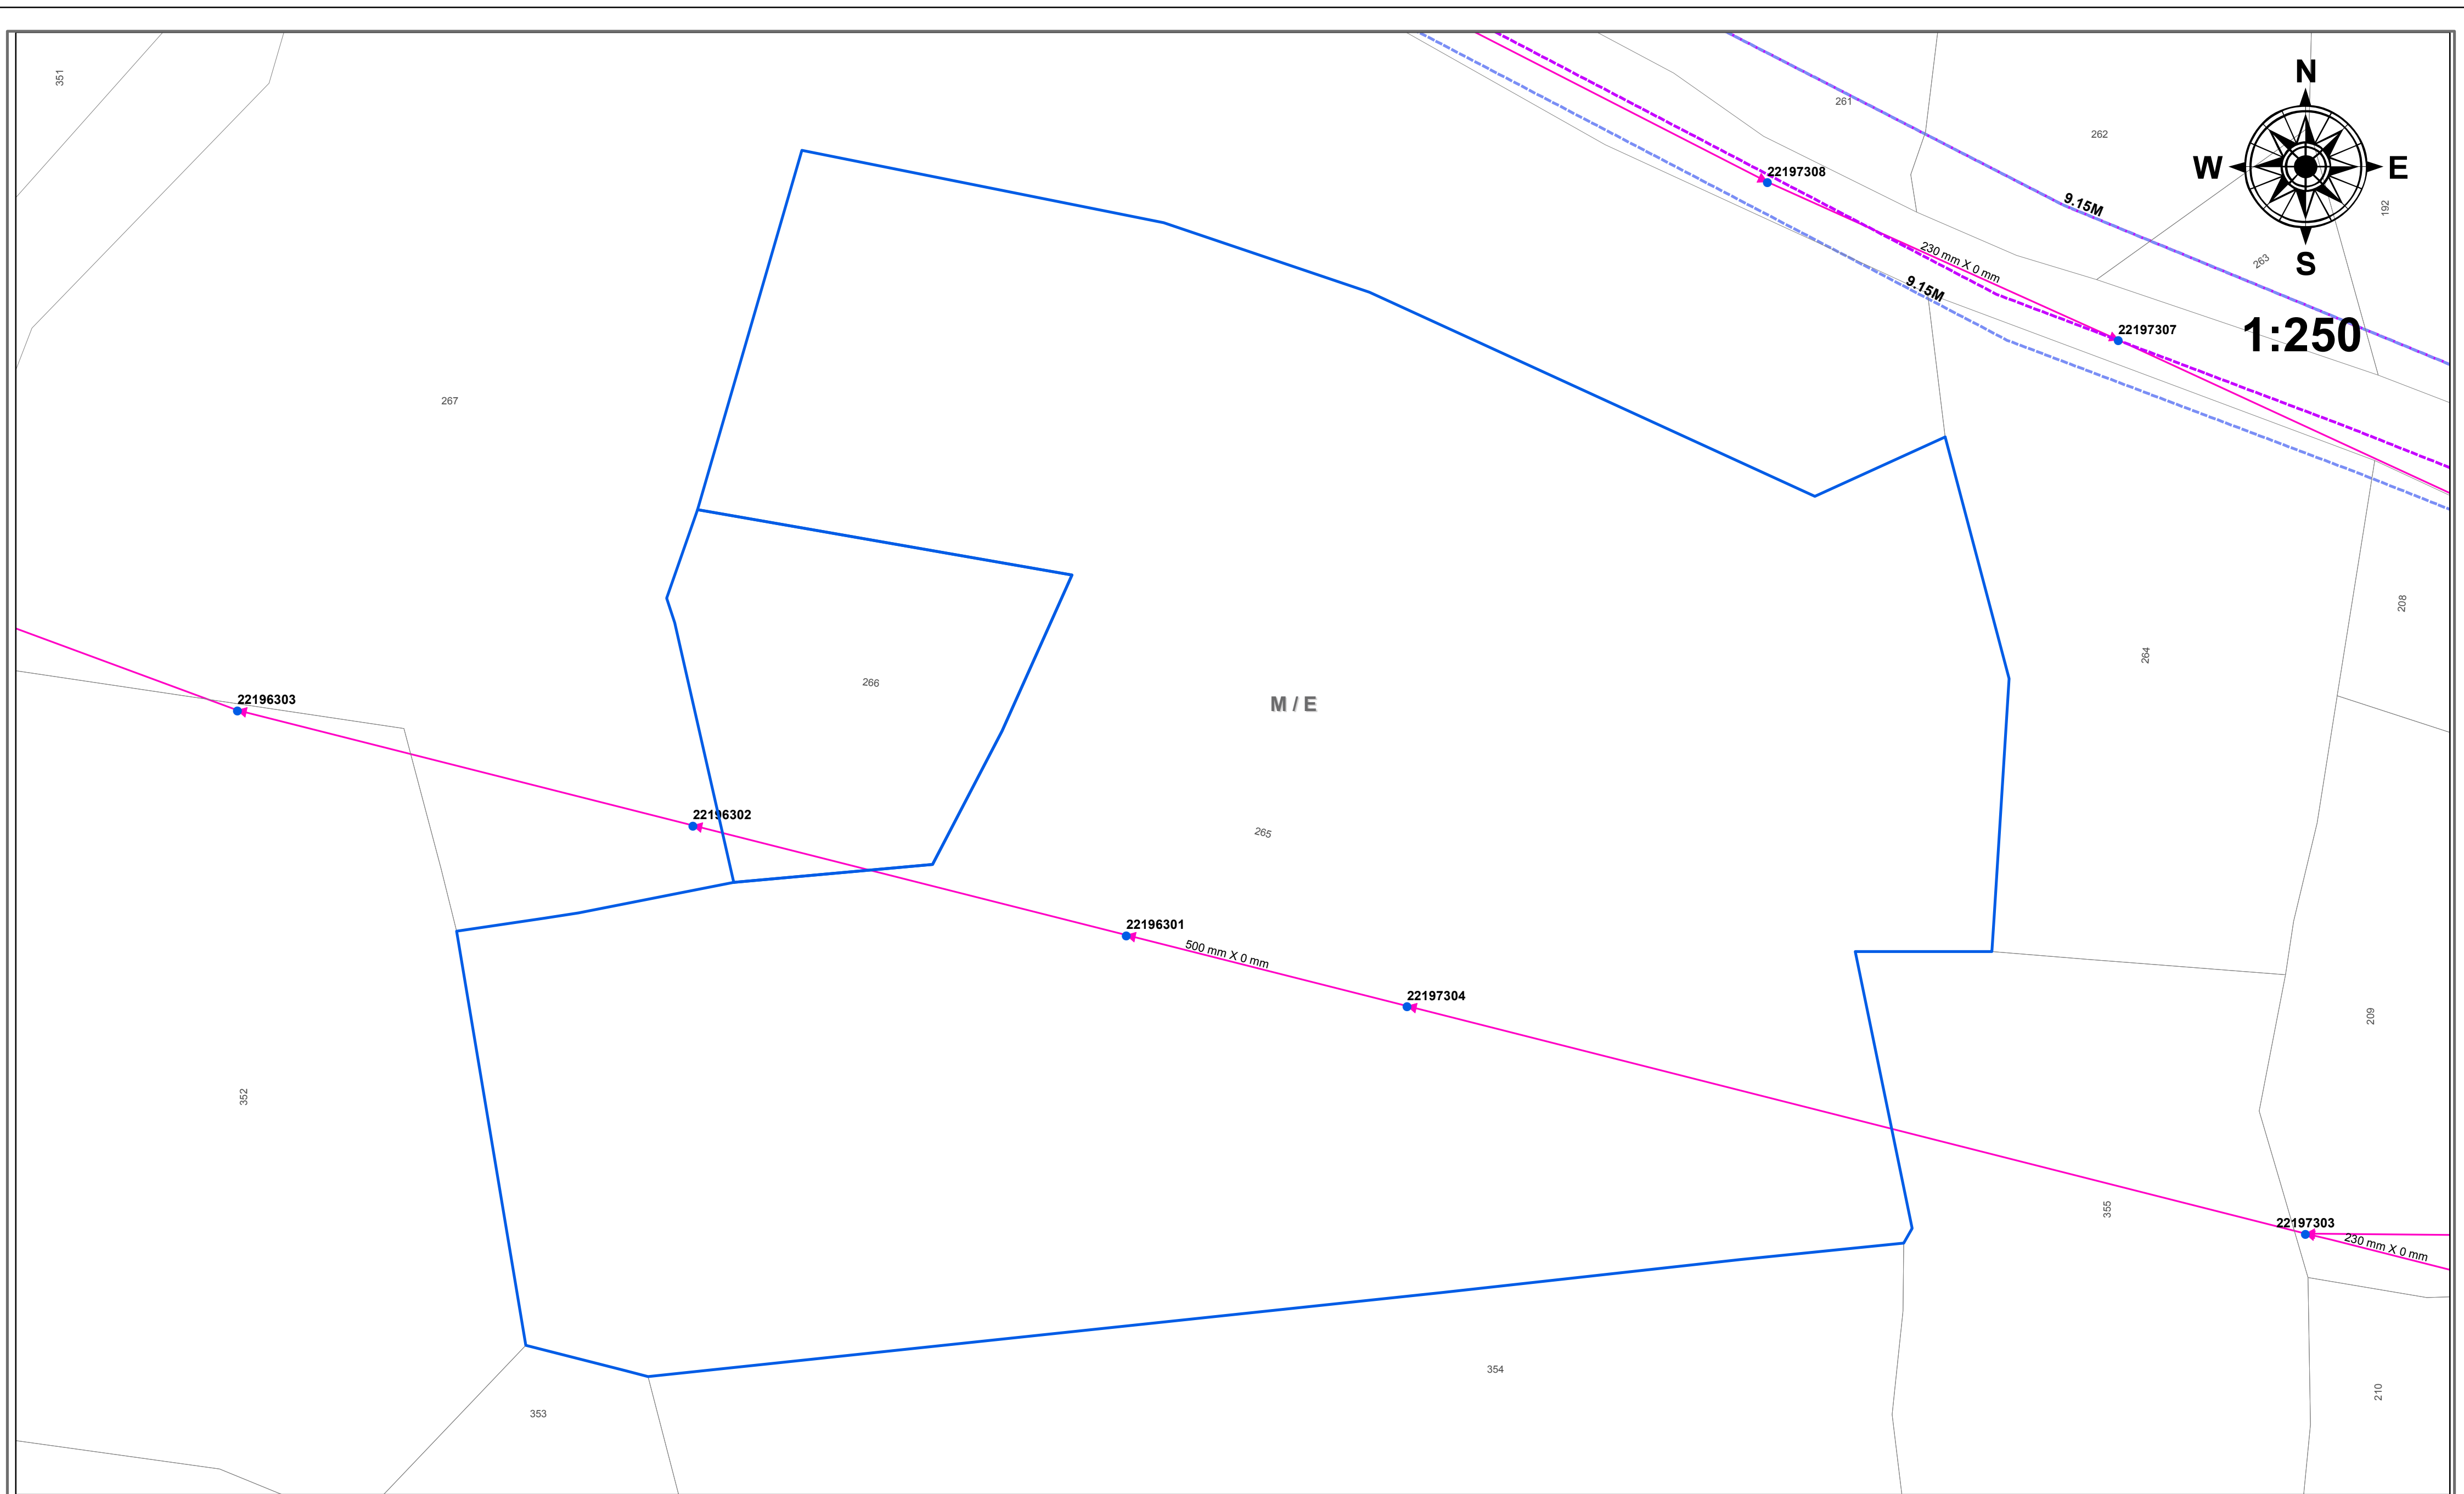 351
261
262
N
W
E
S
192
263
1:250
22197308
9.15M
230 mm X 0 mm
9.15M
22197307
267
208
264
266
M / E
22196303
22196302
265
22196301
500 mm X 0 mm
22197304
209
352
355
22197303
230 mm X 0 mm
354
353
210